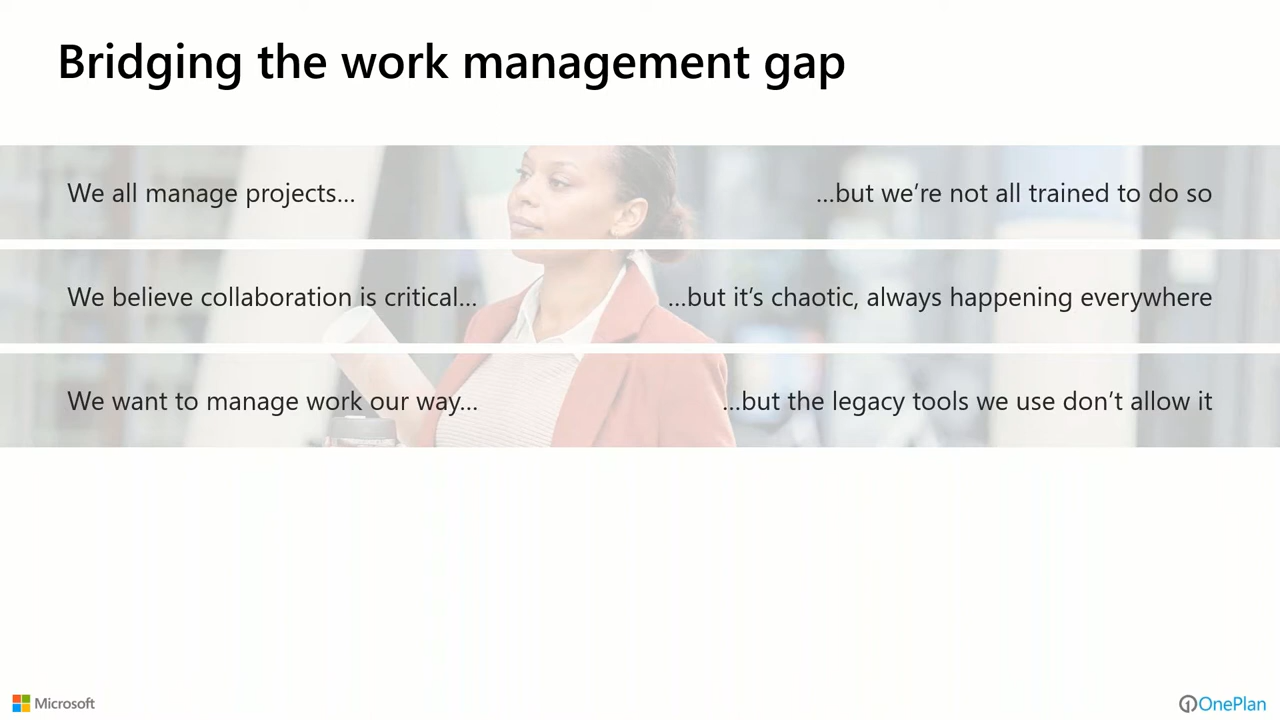 Bridging the work management gap
We all manage projects... ...but we’re not all trained to do so
We believe collaboration is critical... ...but it’s chaotic, always happening everywhere
We want to manage work our way... ...but the legacy tools we use don’t allow it
Microsoft
OnePlan